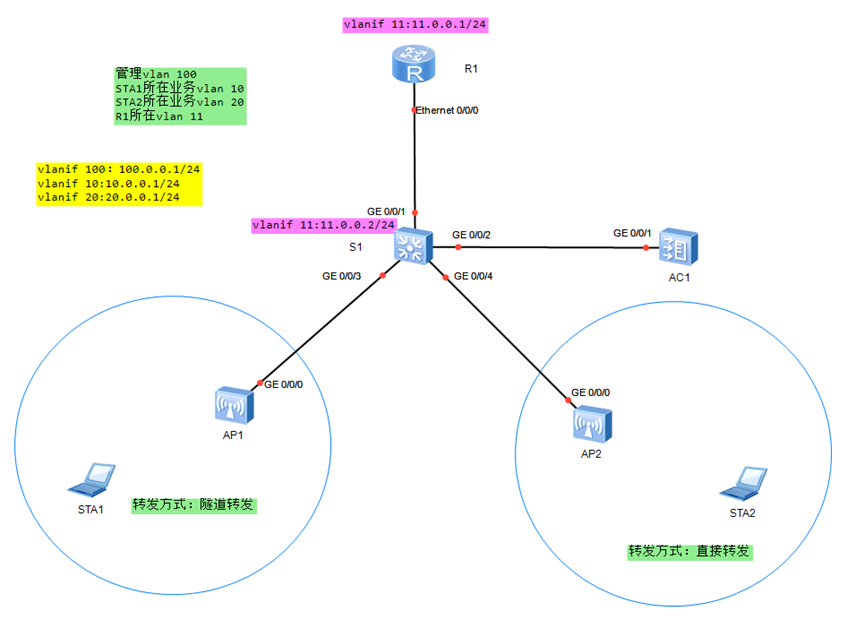 vlanif 11:11.0.0.1/24
R
R1
Ethernet 0/0/0
管理vlan 100
STA1所在业务vlan 10
STA2所在业务vlan 20
R1所在vlan 11
vlanif 100：100.0.0.1/24
vlanif 10:10.0.0.1/24
vlanif 20:20.0.0.1/24
GE 0/0/1
vlanif 11:11.0.0.2/24
S1
GE 0/0/2
GE 0/0/1
AC1
GE 0/0/3
GE 0/0/4
GE 0/0/0
AP1
GE 0/0/0
AP2
STA1
转发方式：隧道转发
STA2
转发方式：直接转发